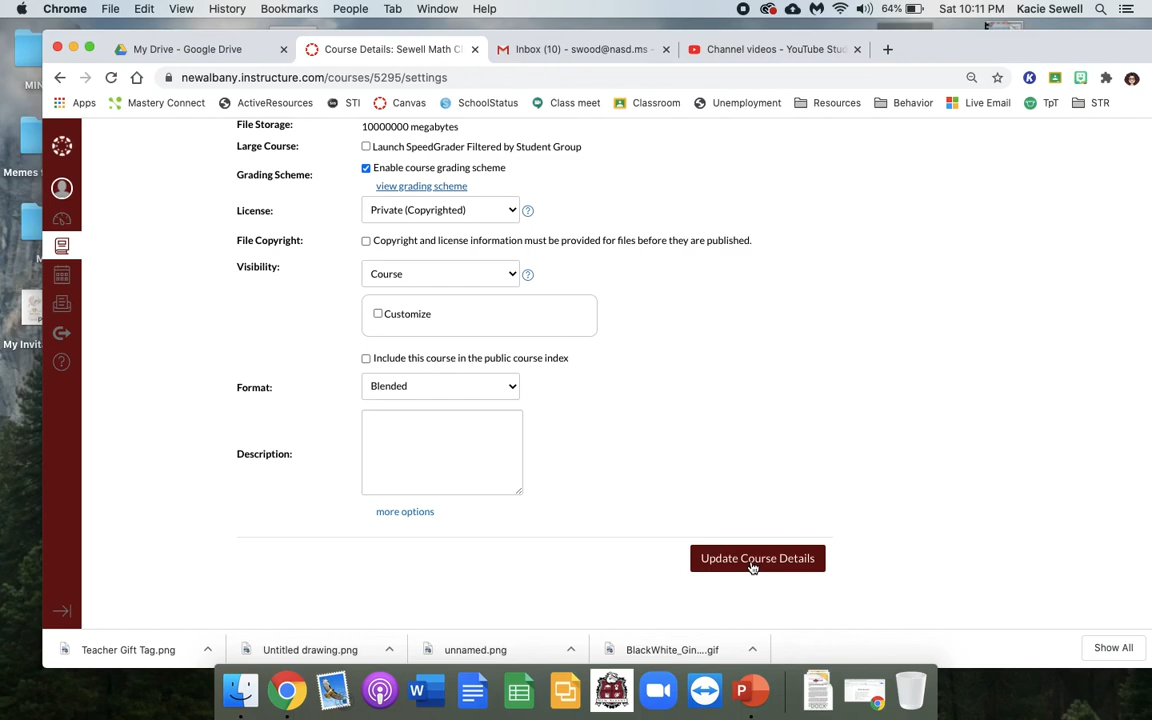 Chrome File Edit View History Bookmarks People Tab Window Help 64% Sat 10:11 PM Kacie Sewell
My Drive - Google Drive Course Details: Sewell Math Cl Inbox (10) - swood@nasd.ms - Channel videos - YouTube Stud
newalbany.instructure.com/courses/5295/settings
Apps Mastery Connect ActiveResources STI Canvas SchoolStatus Class meet Classroom Unemployment Resources Behavior Live Email TpT STR
MIN
File Storage: 10000000 megabytes
Large Course: Launch SpeedGrader Filtered by Student Group
Memes
Grading Scheme: Enable course grading scheme
view grading scheme
License: Private (Copyrighted)
File Copyright: Copyright and license information must be provided for files before they are published.
Visibility: Course
Customize
My Invit
Include this course in the public course index
Format: Blended
Description:
more options
Update Course Details
Teacher Gift Tag.png Untitled drawing.png unnamed.png BlackWhite_Gin....gif Show All